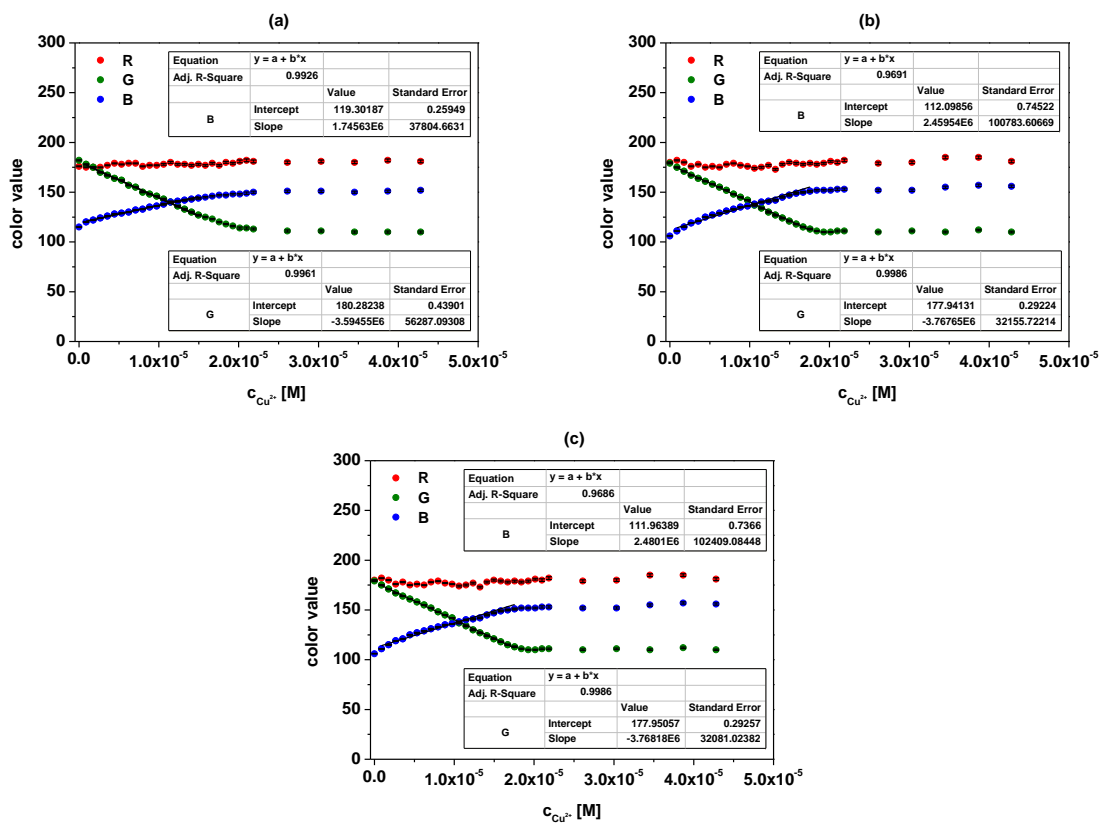 (a)
300
250
200
150
100
50
0
color value
R
G
B
Equation y = a + b*x
Adj. R-Square 0.9926
Value Standard Error
B
Intercept 119.30187 0.25949
Slope 1.74563E6 37804.6631
Equation y = a + b*x
Adj. R-Square 0.9961
Value Standard Error
G
Intercept 180.28238 0.43901
Slope -3.59455E6 56287.09308
0.0 1.0x10⁻⁵ 2.0x10⁻⁵ 3.0x10⁻⁵ 4.0x10⁻⁵ 5.0x10⁻⁵
c Cu²⁺ [M]
(b)
300
250
200
150
100
50
0
color value
R
G
B
Equation y = a + b*x
Adj. R-Square 0.9691
Value Standard Error
B
Intercept 112.09856 0.74522
Slope 2.45954E6 100783.60669
Equation y = a + b*x
Adj. R-Square 0.9986
Value Standard Error
G
Intercept 177.94131 0.29224
Slope -3.76765E6 32155.72214
0.0 1.0x10⁻⁵ 2.0x10⁻⁵ 3.0x10⁻⁵ 4.0x10⁻⁵ 5.0x10⁻⁵
c Cu²⁺ [M]
(c)
300
250
200
150
100
50
0
color value
R
G
B
Equation y = a + b*x
Adj. R-Square 0.9686
Value Standard Error
B
Intercept 111.96389 0.7366
Slope 2.4801E6 102409.08448
Equation y = a + b*x
Adj. R-Square 0.9986
Value Standard Error
G
Intercept 177.95057 0.29257
Slope -3.76818E6 32081.02382
0.0 1.0x10⁻⁵ 2.0x10⁻⁵ 3.0x10⁻⁵ 4.0x10⁻⁵ 5.0x10⁻⁵
c Cu²⁺ [M]